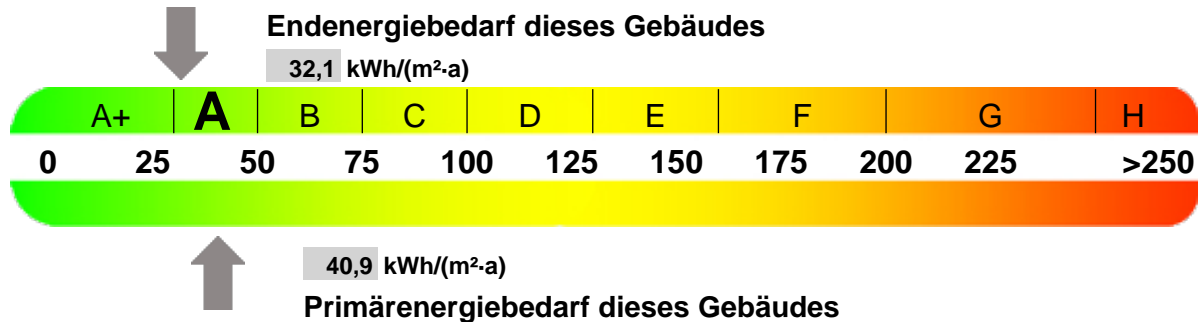 Endenergiebedarf dieses Gebäudes
32,1 kWh/(m²·a)
A+ A B C D E F G H
0 25 50 75 100 125 150 175 200 225 >250
40,9 kWh/(m²·a)
Primärenergiebedarf dieses Gebäudes